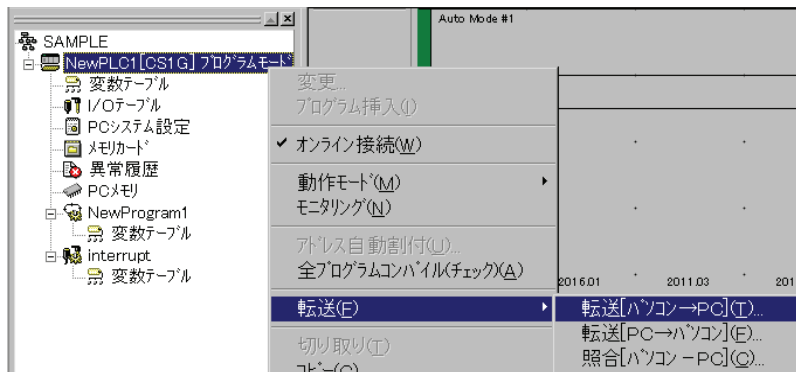 SAMPLE
NewPLC1[CS1G] プログラムモード
変数テーブル
I/Oテーブル
PCシステム設定
メモリカード
異常履歴
PCメモリ
NewProgram1
変数テーブル
interrupt
変数テーブル
変更...
プログラム挿入(I)
オンライン接続(W)
動作モード(M)
モニタリング(N)
アドレス自動割付(U)...
全プログラムコンパイル(チェック)(A)
転送(F)
切り取り(T)
コピー(C)
転送[パソコン→PC](T)...
転送[PC→パソコン](F)...
照合[パソコン－PC](C)...
Auto Mode #1
2016.01
2011.03
201